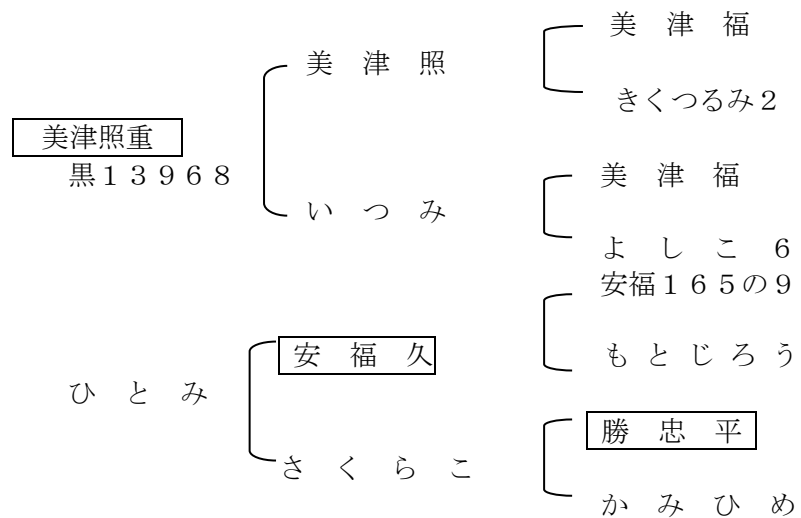 美　津　福
美　津　照
きくつるみ２
美津照重
黒１３９６８
美　津　福
い　つ　み
よ　し　こ　６
安福１６５の９
安　福　久
も と じ ろ う
ひ　と　み
勝　忠　平
さ　く　ら　こ
か　み　ひ　め